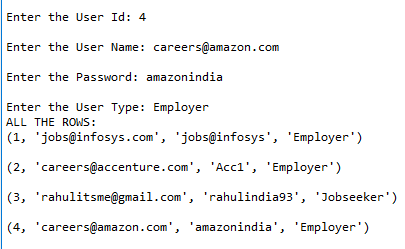 Enter the User Id: 4
Enter the User Name: careers@amazon.com
Enter the Password: amazonindia
Enter the User Type: Employer
ALL THE ROWS:
(1, 'jobs@infosys.com', 'jobs@infosys', 'Employer')
(2, 'careers@accenture.com', 'Acc1', 'Employer')
(3, 'rahulitsme@gmail.com', 'rahulindia93', 'Jobseeker')
(4, 'careers@amazon.com', 'amazonindia', 'Employer')